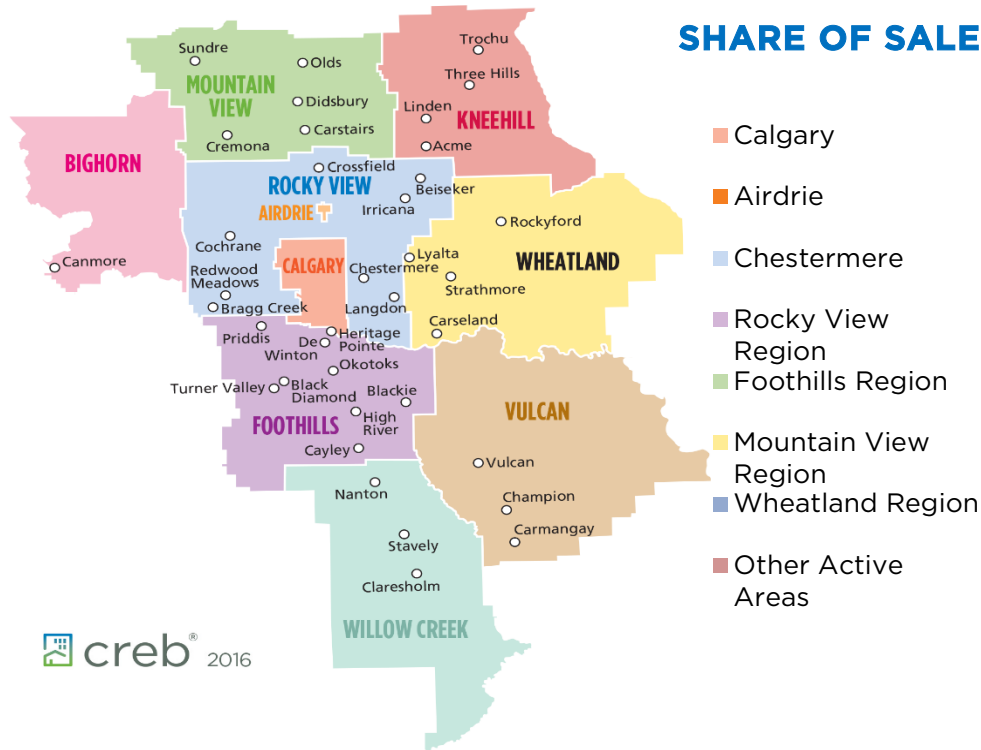 SHARE OF SALE
Trochu
Sundre
Olds
Three Hills
MOUNTAIN
VIEW
Didsbury
Linden
KNEEHILL
Carstairs
Cremona
Acme
BIGHORN
Crossfield
ROCKY VIEW
Beiseker
Irricana
AIRDRIE
Rockyford
Cochrane
Lyalta
WHEATLAND
Canmore
CALGARY
Chestermere
Redwood
Meadows
Strathmore
Bragg Creek
Langdon
Carseland
Priddis
Heritage
Pointe
De
Winton
Okotoks
Turner Valley
Black
Diamond
Blackie
FOOTHILLS
High
River
VULCAN
Cayley
Vulcan
Nanton
Champion
Carmangay
Stavely
Claresholm
WILLOW CREEK
creb® 2016
Calgary
Airdrie
Chestermere
Rocky View
Region
Foothills Region
Mountain View
Region
Wheatland Region
Other Active
Areas